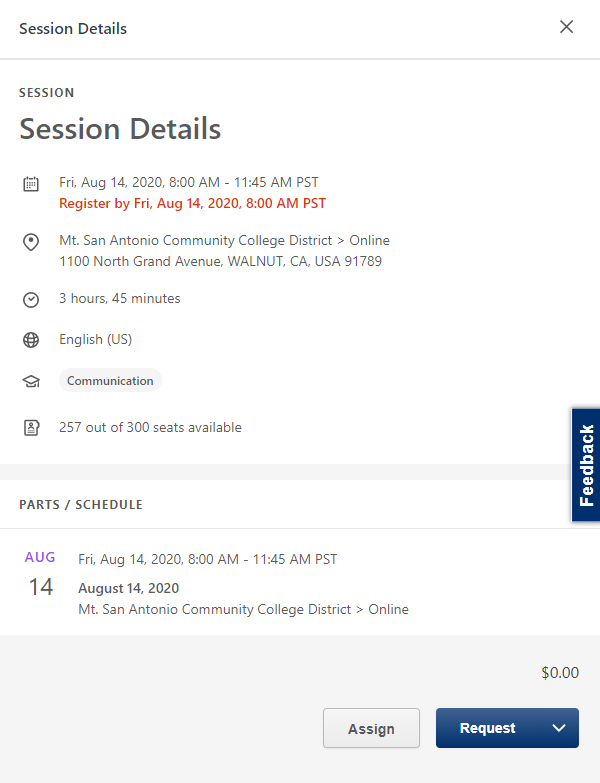 Session Details
SESSION
Session Details
Fri, Aug 14, 2020, 8:00 AM - 11:45 AM PST
Register by Fri, Aug 14, 2020, 8:00 AM PST
Mt. San Antonio Community College District > Online
1100 North Grand Avenue, WALNUT, CA, USA 91789
3 hours, 45 minutes
English (US)
Communication
257 out of 300 seats available
Feedback
PARTS / SCHEDULE
AUG
14
Fri, Aug 14, 2020, 8:00 AM - 11:45 AM PST
August 14, 2020
Mt. San Antonio Community College District > Online
$0.00
Assign
Request